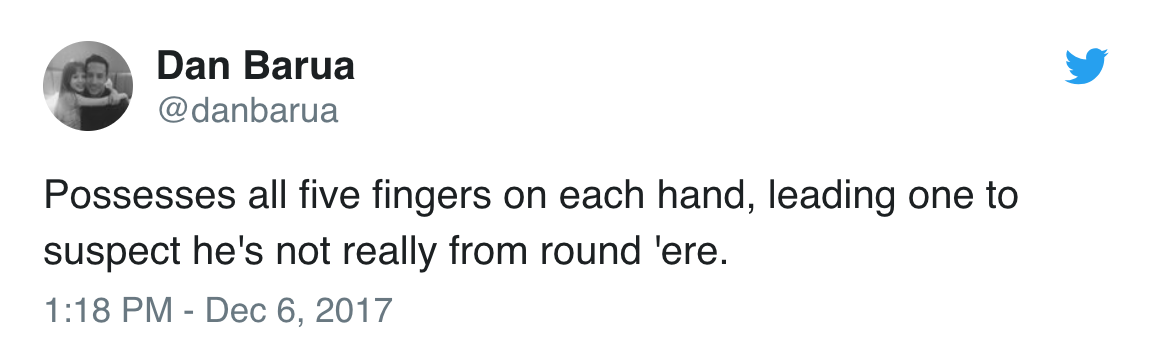 Dan Barua
@danbarua
Possesses all five fingers on each hand, leading one to
suspect he's not really from round 'ere.
1:18 PM - Dec 6, 2017